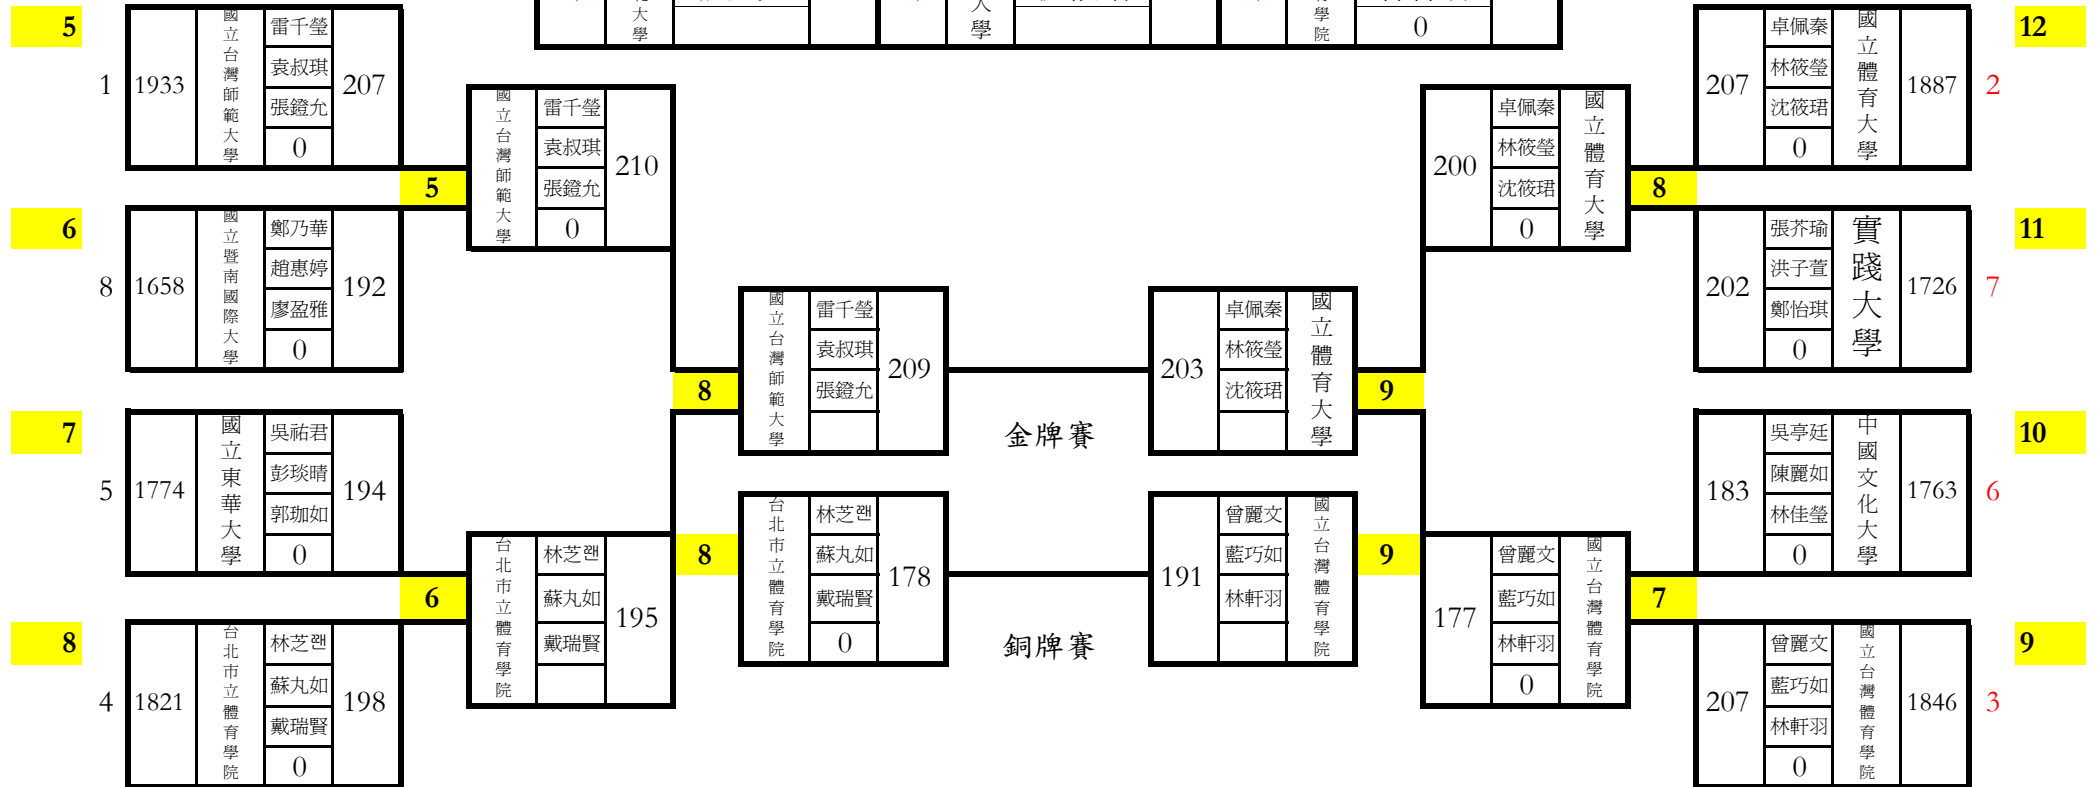 大學
大學
學院
0
5
1
1933
國立台灣師範大學
雷千瑩
袁叔琪
張鐙允
0
207
6
8
1658
國立暨南國際大學
鄭乃華
趙惠婷
廖盈雅
0
192
7
5
1774
國立東華大學
吳祐君
彭琰晴
郭珈如
0
194
8
4
1821
台北市立體育學院
林芝
蘇丸如
戴瑞賢
0
198
5
國立台灣師範大學
雷千瑩
袁叔琪
張鐙允
0
210
6
台北市立體育學院
林芝
蘇丸如
戴瑞賢
195
8
國立台灣師範大學
雷千瑩
袁叔琪
張鐙允
209
8
台北市立體育學院
林芝
蘇丸如
戴瑞賢
0
178
金牌賽
銅牌賽
203
卓佩秦
林筱瑩
沈筱珺
國立體育大學
9
191
曾麗文
藍巧如
林軒羽
國立台灣體育學院
9
200
卓佩秦
林筱瑩
沈筱珺
0
國立體育大學
8
177
曾麗文
藍巧如
林軒羽
0
國立台灣體育學院
7
207
卓佩秦
林筱瑩
沈筱珺
0
國立體育大學
1887
2
12
202
張芥瑜
洪子萱
鄭怡琪
0
實踐大學
1726
7
11
183
吳亭廷
陳麗如
林佳瑩
0
中國文化大學
1763
6
10
207
曾麗文
藍巧如
林軒羽
0
國立台灣體育學院
1846
3
9